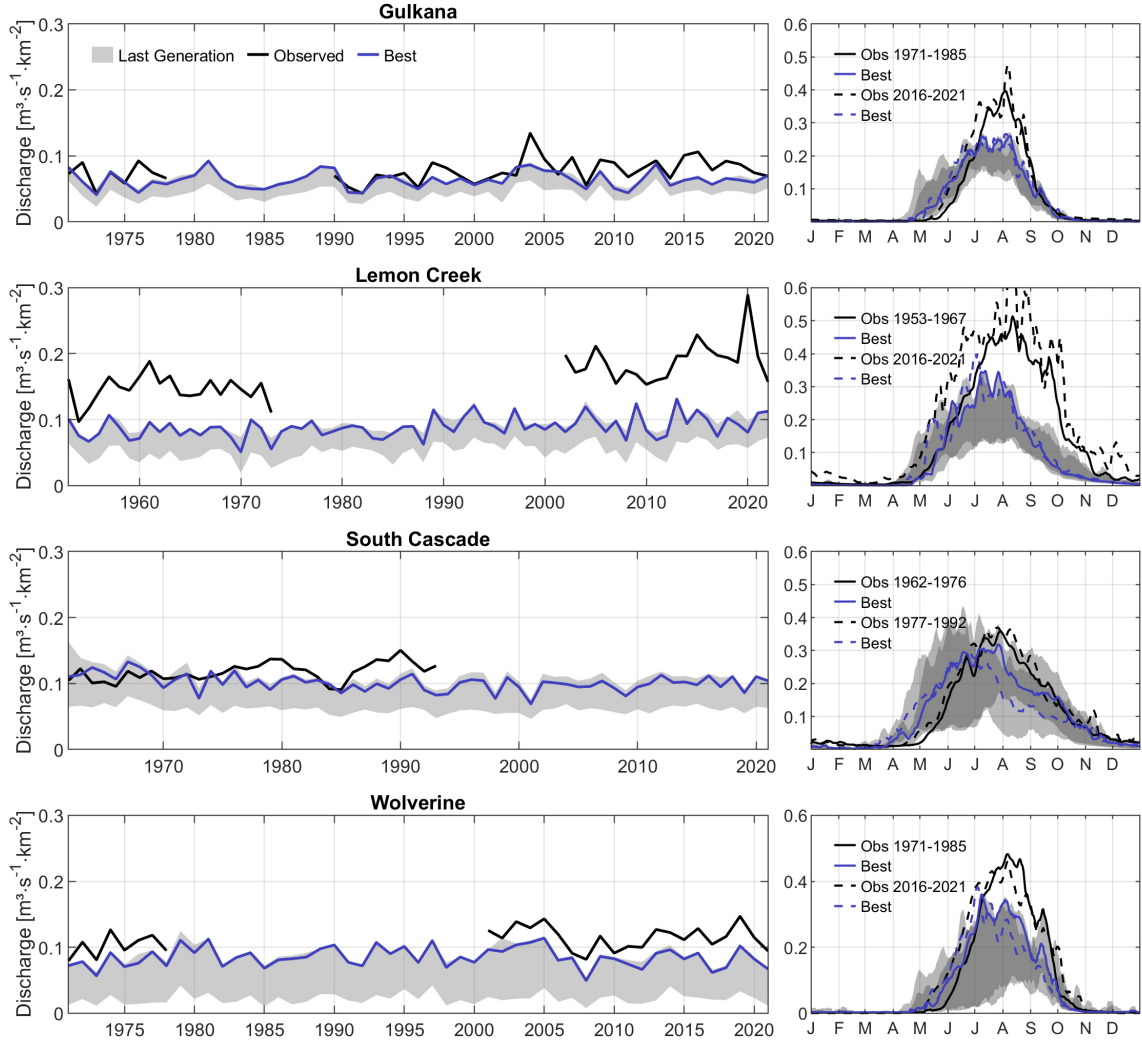 Gulkana
Discharge [m³·s⁻¹·km⁻²]
0.3
0.2
0.1
0
Last Generation Observed Best
1975 1980 1985 1990 1995 2000 2005 2010 2015 2020
0.6
0.5
0.4
0.3
0.2
0.1
Obs 1971-1985
Best
Obs 2016-2021
Best
J F M A M J J A S O N D
Lemon Creek
Discharge [m³·s⁻¹·km⁻²]
0.3
0.2
0.1
0
1960 1970 1980 1990 2000 2010 2020
0.6
0.5
0.4
0.3
0.2
0.1
Obs 1953-1967
Best
Obs 2016-2021
Best
J F M A M J J A S O N D
South Cascade
Discharge [m³·s⁻¹·km⁻²]
0.3
0.2
0.1
0
1970 1980 1990 2000 2010 2020
0.6
0.5
0.4
0.3
0.2
0.1
Obs 1962-1976
Best
Obs 1977-1992
Best
J F M A M J J A S O N D
Wolverine
Discharge [m³·s⁻¹·km⁻²]
0.3
0.2
0.1
0
1975 1980 1985 1990 1995 2000 2005 2010 2015 2020
0.6
0.4
0.2
0
Obs 1971-1985
Best
Obs 2016-2021
Best
J F M A M J J A S O N D